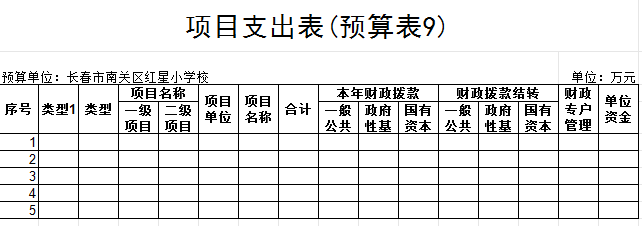 项目支出表(预算表9)
预算单位：长春市南关区红星小学校 单位：万元
项目名称 本年财政拨款 财政拨款结转
序号 类型1 类型 一级项目 二级项目 项目单位 项目名称 合计 一般公共 政府性基 国有资本 一般公共 政府性基 国有资本 财政专户管理 单位资金
1
2
3
4
5